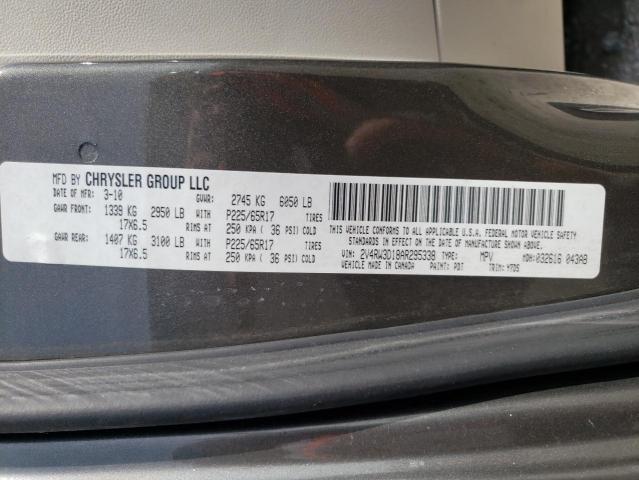 MFD BY CHRYSLER GROUP LLC
DATE OF MFR: 3-10 GVWR: 2745 KG 6050 LB
GAWR FRONT: 1339 KG 2950 LB WITH P225/65R17 TIRES
17X6.5 RIMS AT 250 KPA ( 36 PSI) COLD
GAWR REAR: 1407 KG 3100 LB WITH P225/65R17 TIRES
17X6.5 RIMS AT 250 KPA ( 36 PSI) COLD
THIS VEHICLE CONFORMS TO ALL APPLICABLE U.S.A. FEDERAL MOTOR VEHICLE SAFETY
STANDARDS IN EFFECT ON THE DATE OF MANUFACTURE SHOWN ABOVE.
VIN: 2V4RW3D18AR295338 TYPE: MPV MDH: 032616 043AB
VEHICLE MADE IN CANADA PAINT: PDT TRIM: M7D5